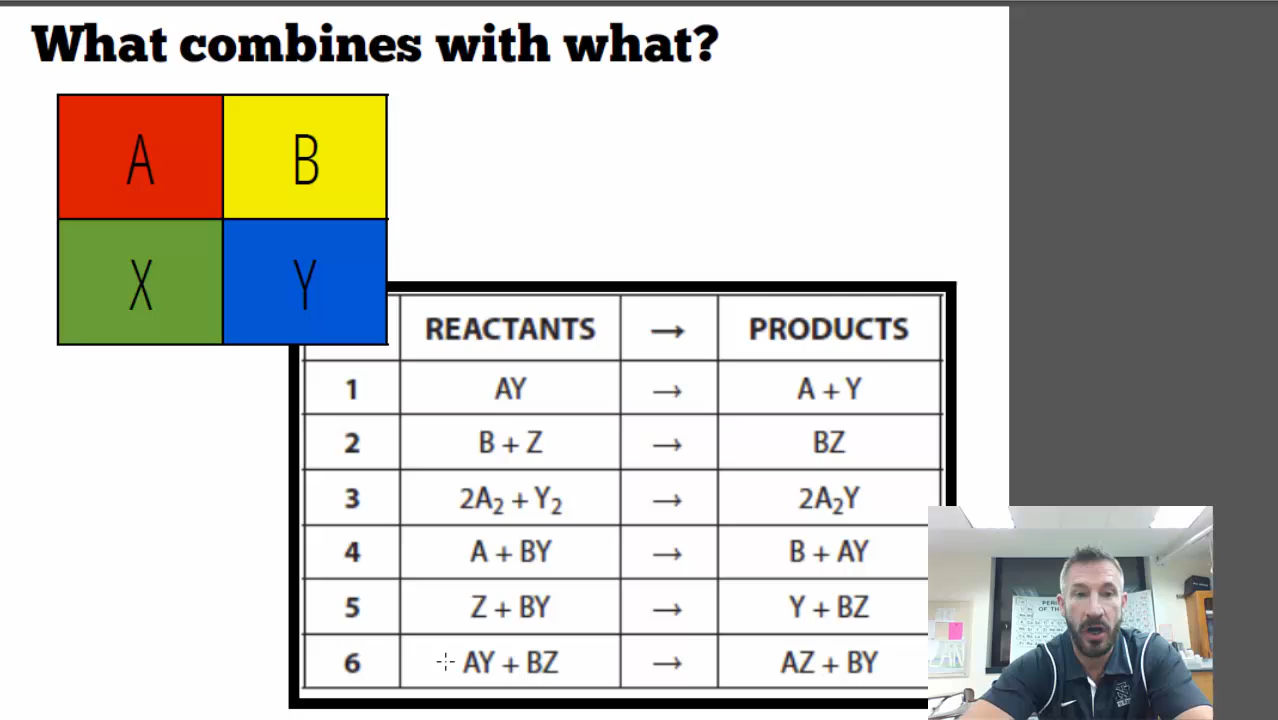 What combines with what?
A B
X Y
REACTANTS → PRODUCTS
1 AY → A + Y
2 B + Z → BZ
3 2A₂ + Y₂ → 2A₂Y
4 A + BY → B + AY
5 Z + BY → Y + BZ
6 AY + BZ → AZ + BY